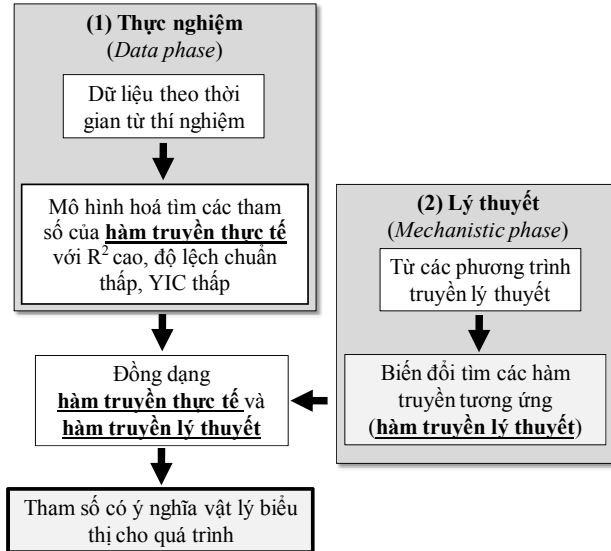 (1) Thực nghiệm
(Data phase)
Dữ liệu theo thời
gian từ thí nghiệm
Mô hình hoá tìm các tham
số của hàm truyền thực tế
với R² cao, độ lệch chuẩn
thấp, YIC thấp
(2) Lý thuyết
(Mechanistic phase)
Từ các phương trình
truyền lý thuyết
Biến đổi tìm các hàm
truyền tương ứng
(hàm truyền lý thuyết)
Đồng dạng
hàm truyền thực tế và
hàm truyền lý thuyết
Tham số có ý nghĩa vật lý biểu
thị cho quá trình